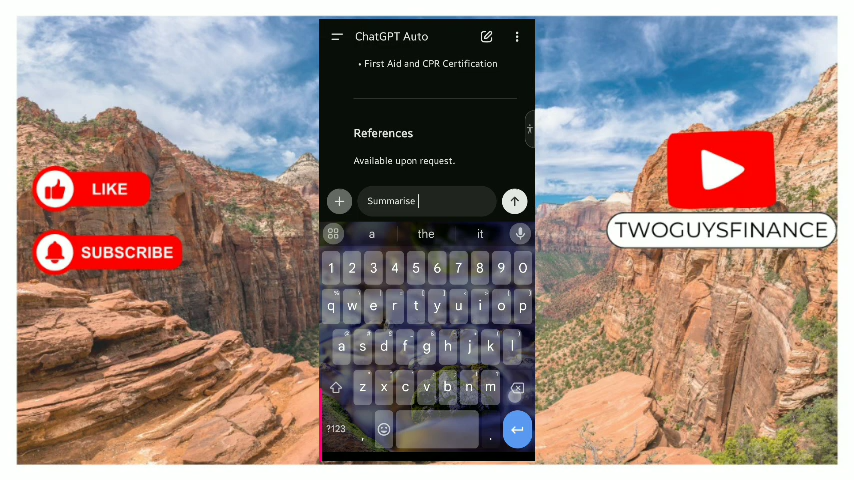 ChatGPT Auto
• First Aid and CPR Certification
References
Available upon request.
Summarise
a the it
1 2 3 4 5 6 7 8 9 0
q w e r t y u i o p
a s d f g h j k l
z x c v b n m
?123 , .
LIKE
SUBSCRIBE
TWOGUYSFINANCE